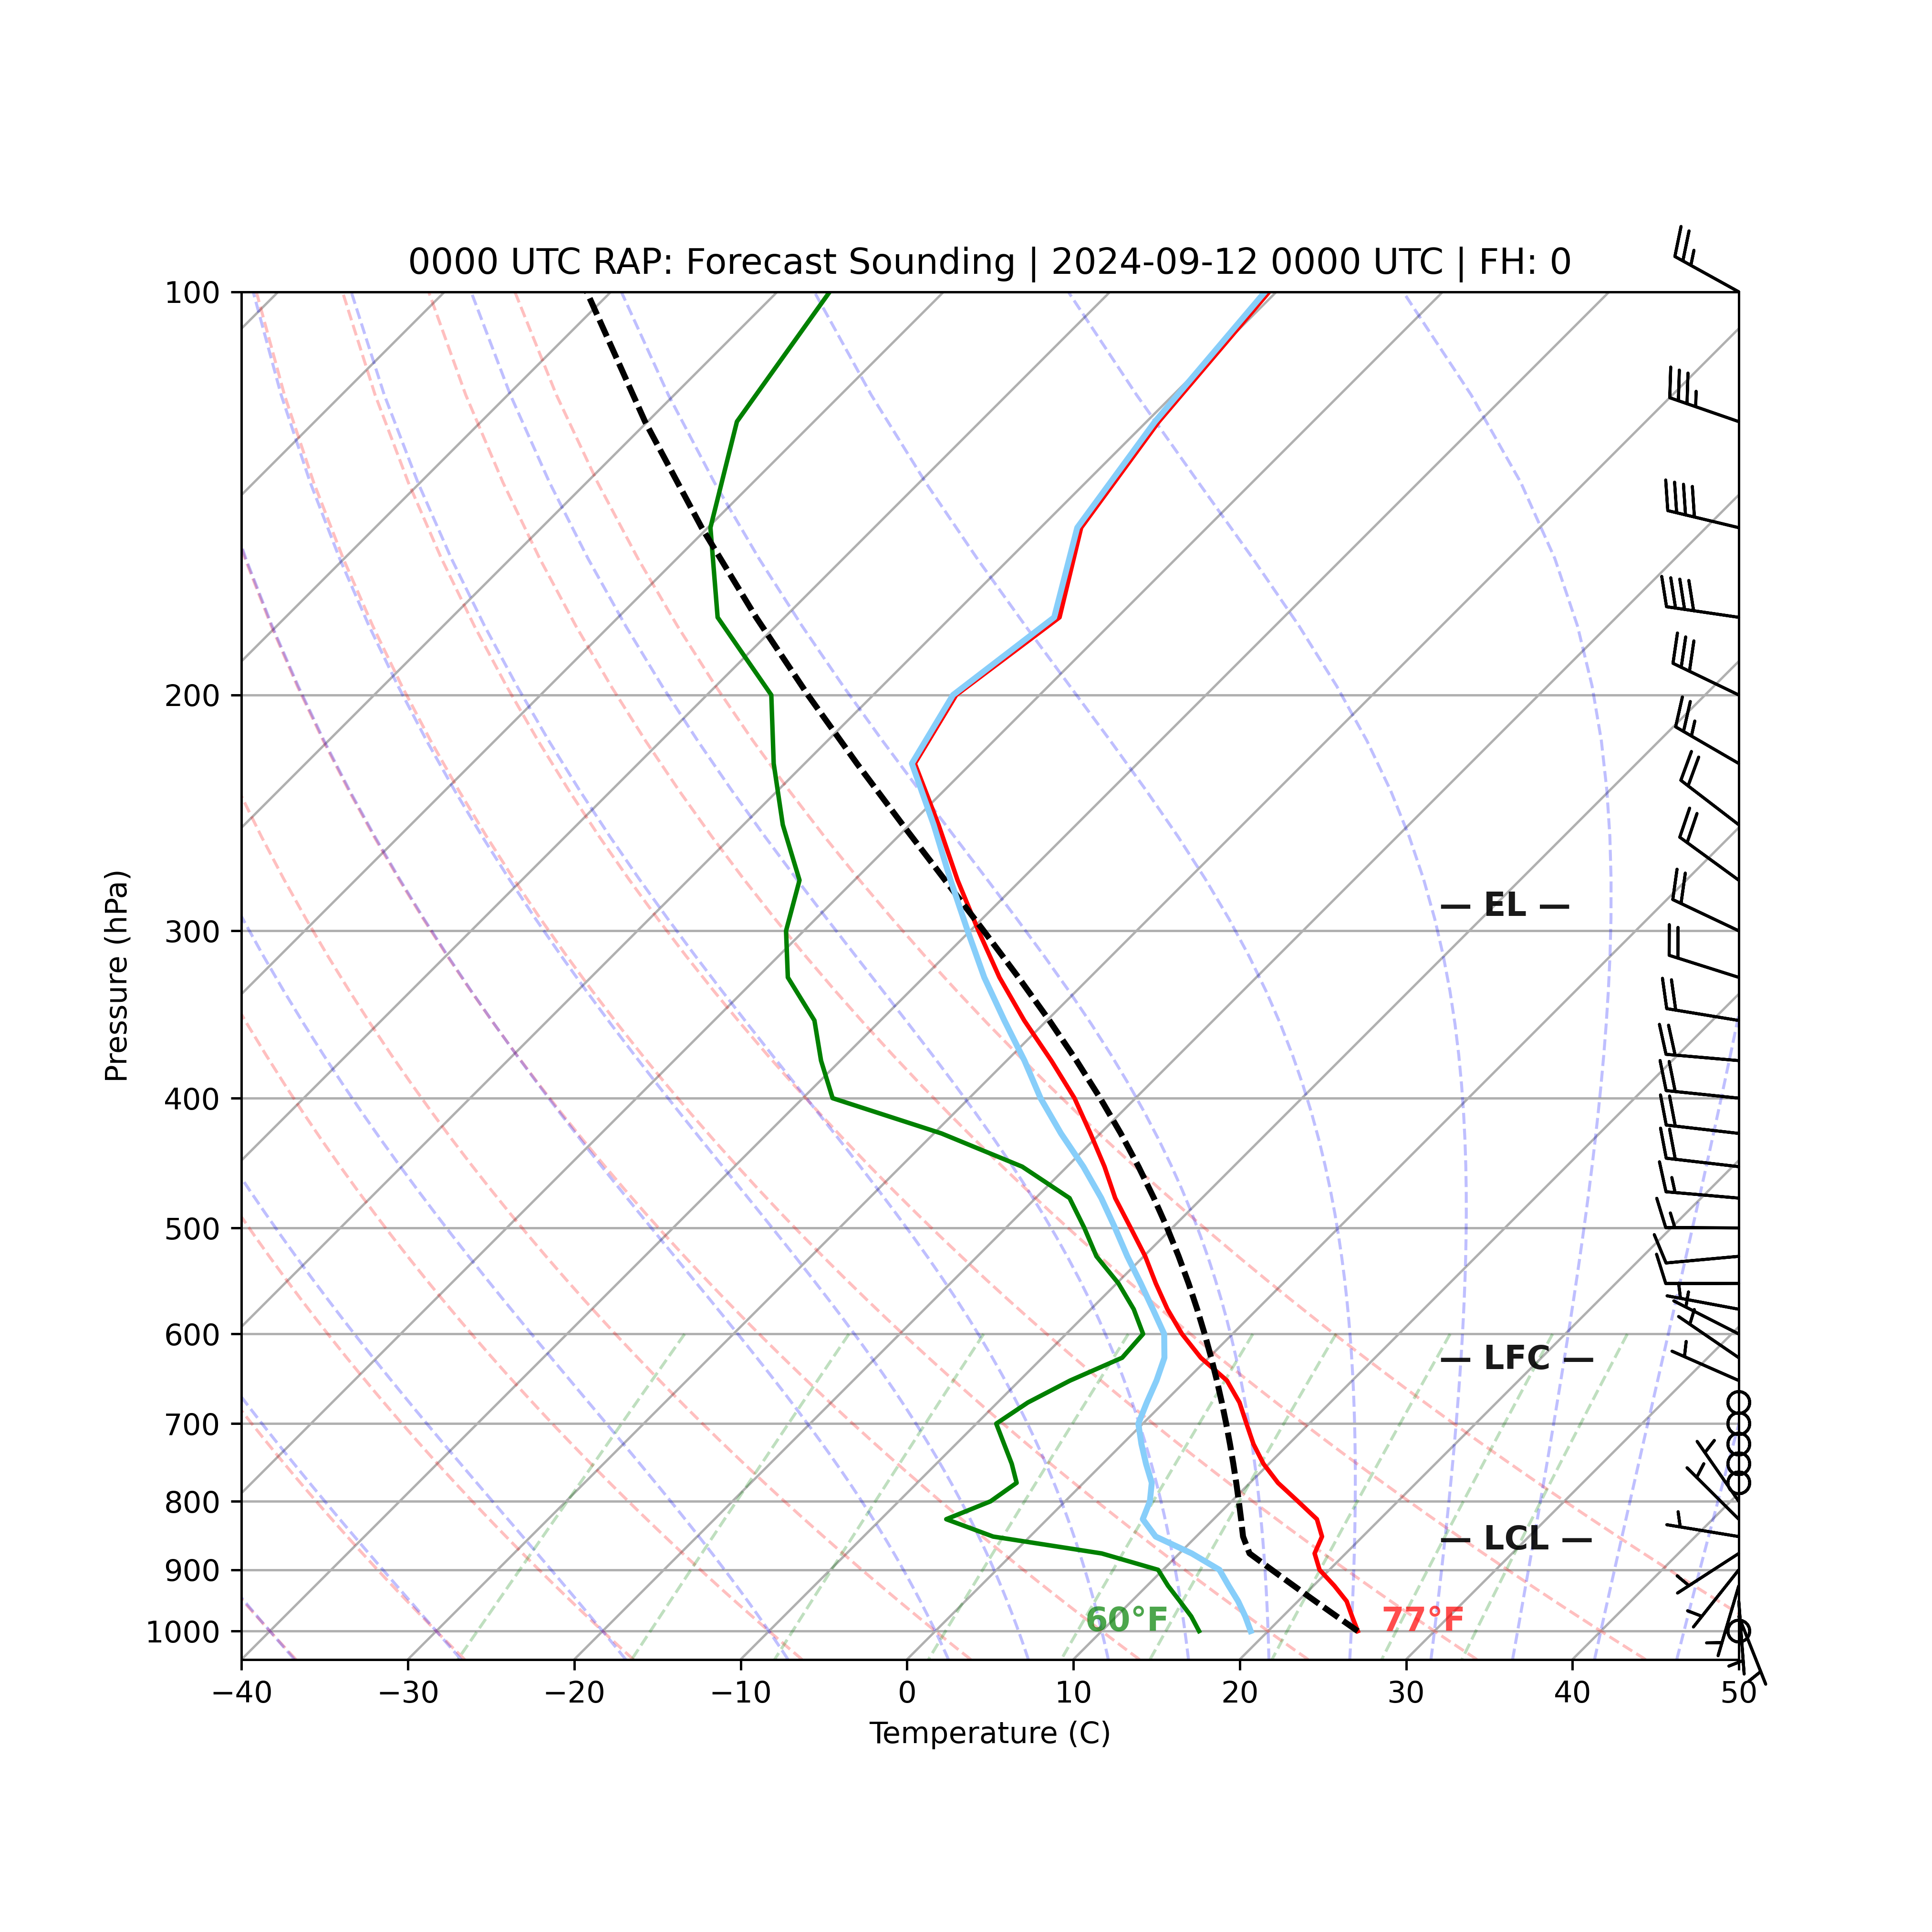 0000 UTC RAP: Forecast Sounding | 2024-09-12 0000 UTC | FH: 0
100
200
300
400
500
600
700
800
900
1000
Pressure (hPa)
— EL —
— LFC —
— LCL —
60°F
77°F
−40
−30
−20
−10
0
10
20
30
40
50
Temperature (C)